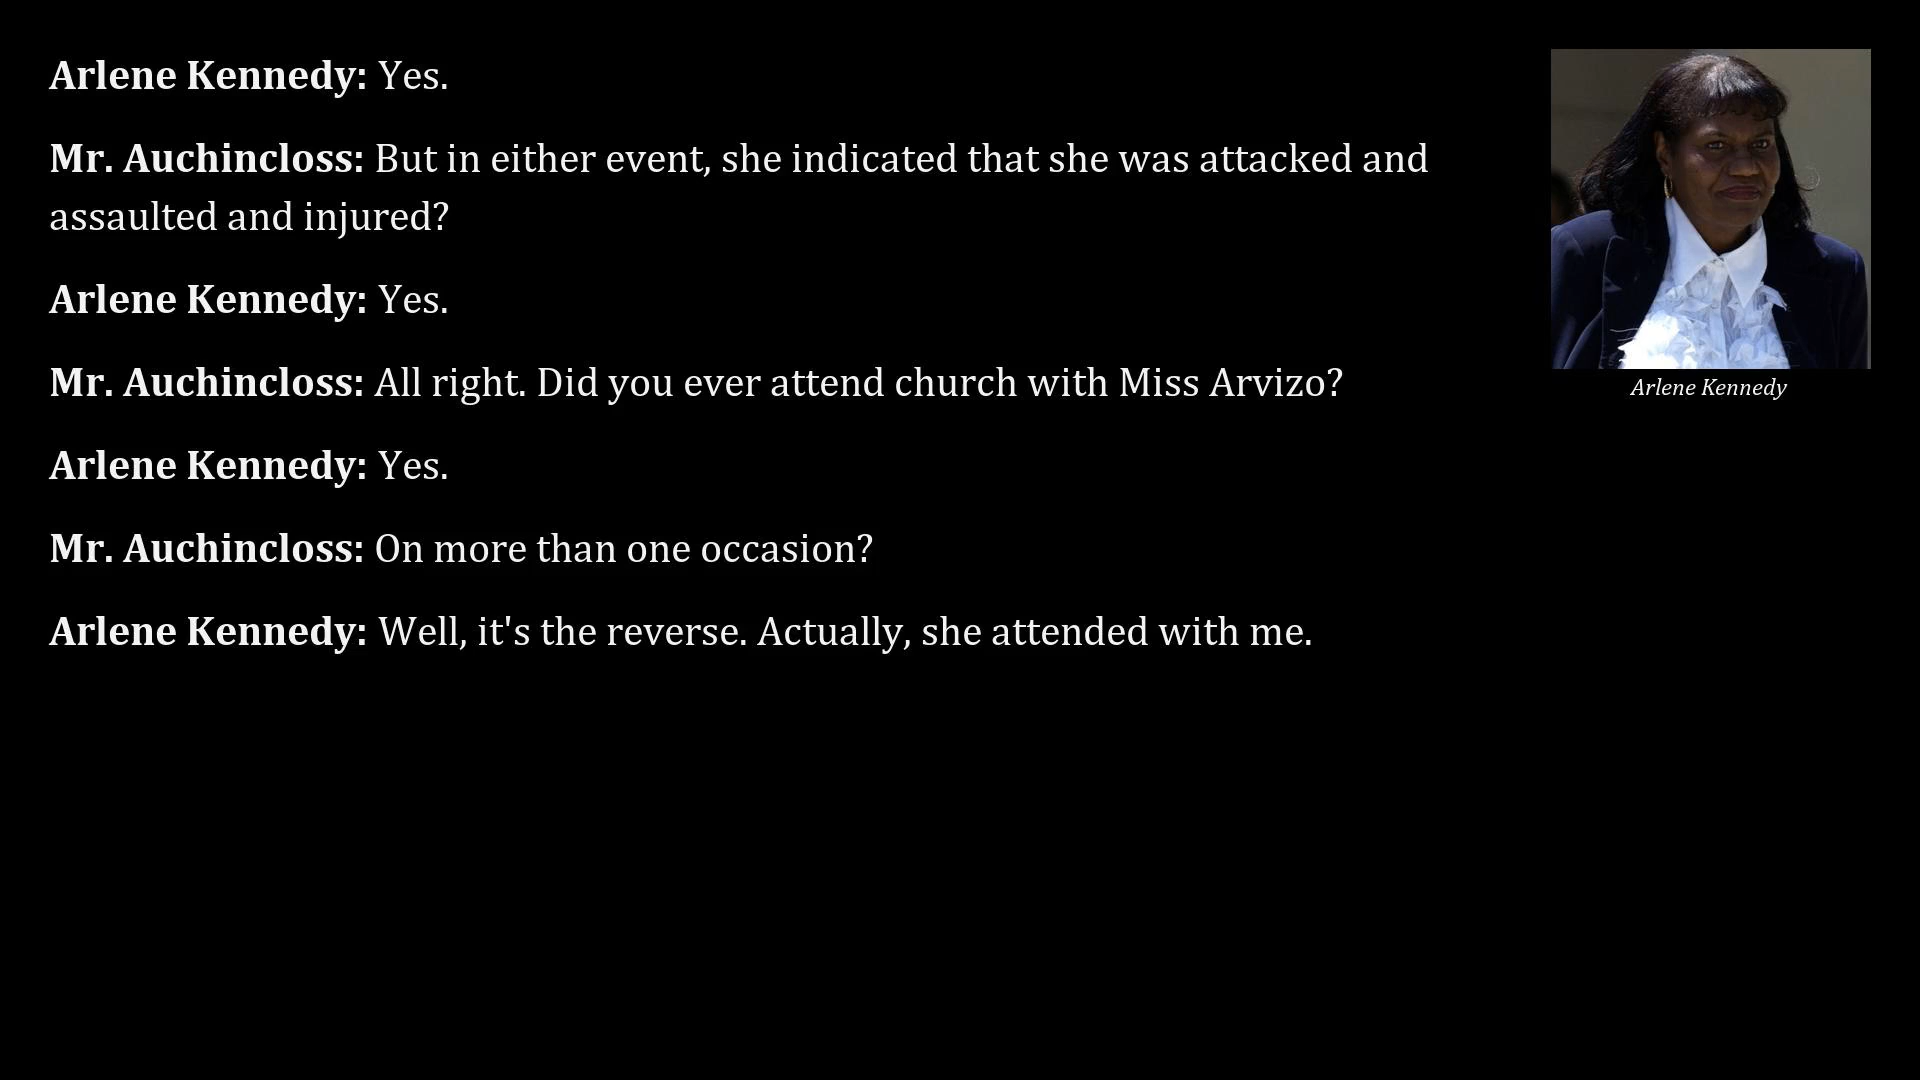 Arlene Kennedy: Yes.
Mr. Auchincloss: But in either event, she indicated that she was attacked and
assaulted and injured?
Arlene Kennedy: Yes.
Mr. Auchincloss: All right. Did you ever attend church with Miss Arvizo?
Arlene Kennedy: Yes.
Mr. Auchincloss: On more than one occasion?
Arlene Kennedy: Well, it's the reverse. Actually, she attended with me.
Arlene Kennedy